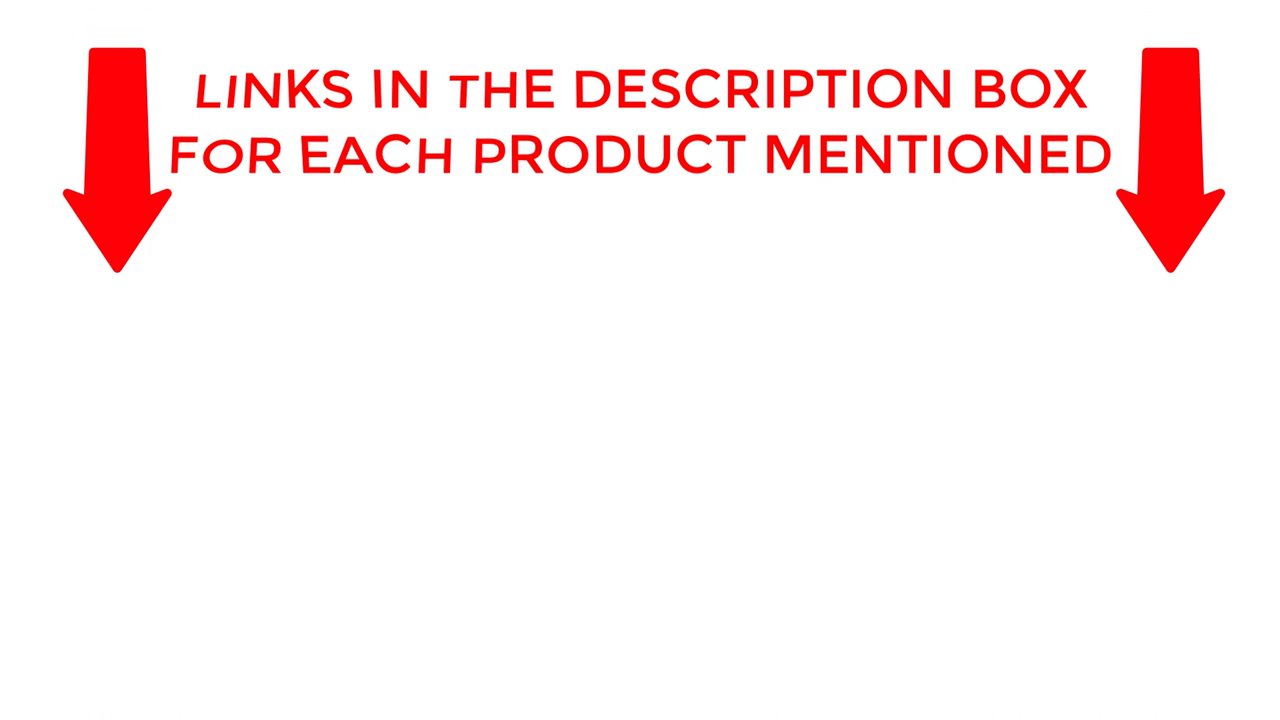 LINKS IN THE DESCRIPTION BOX
FOR EACH PRODUCT MENTIONED